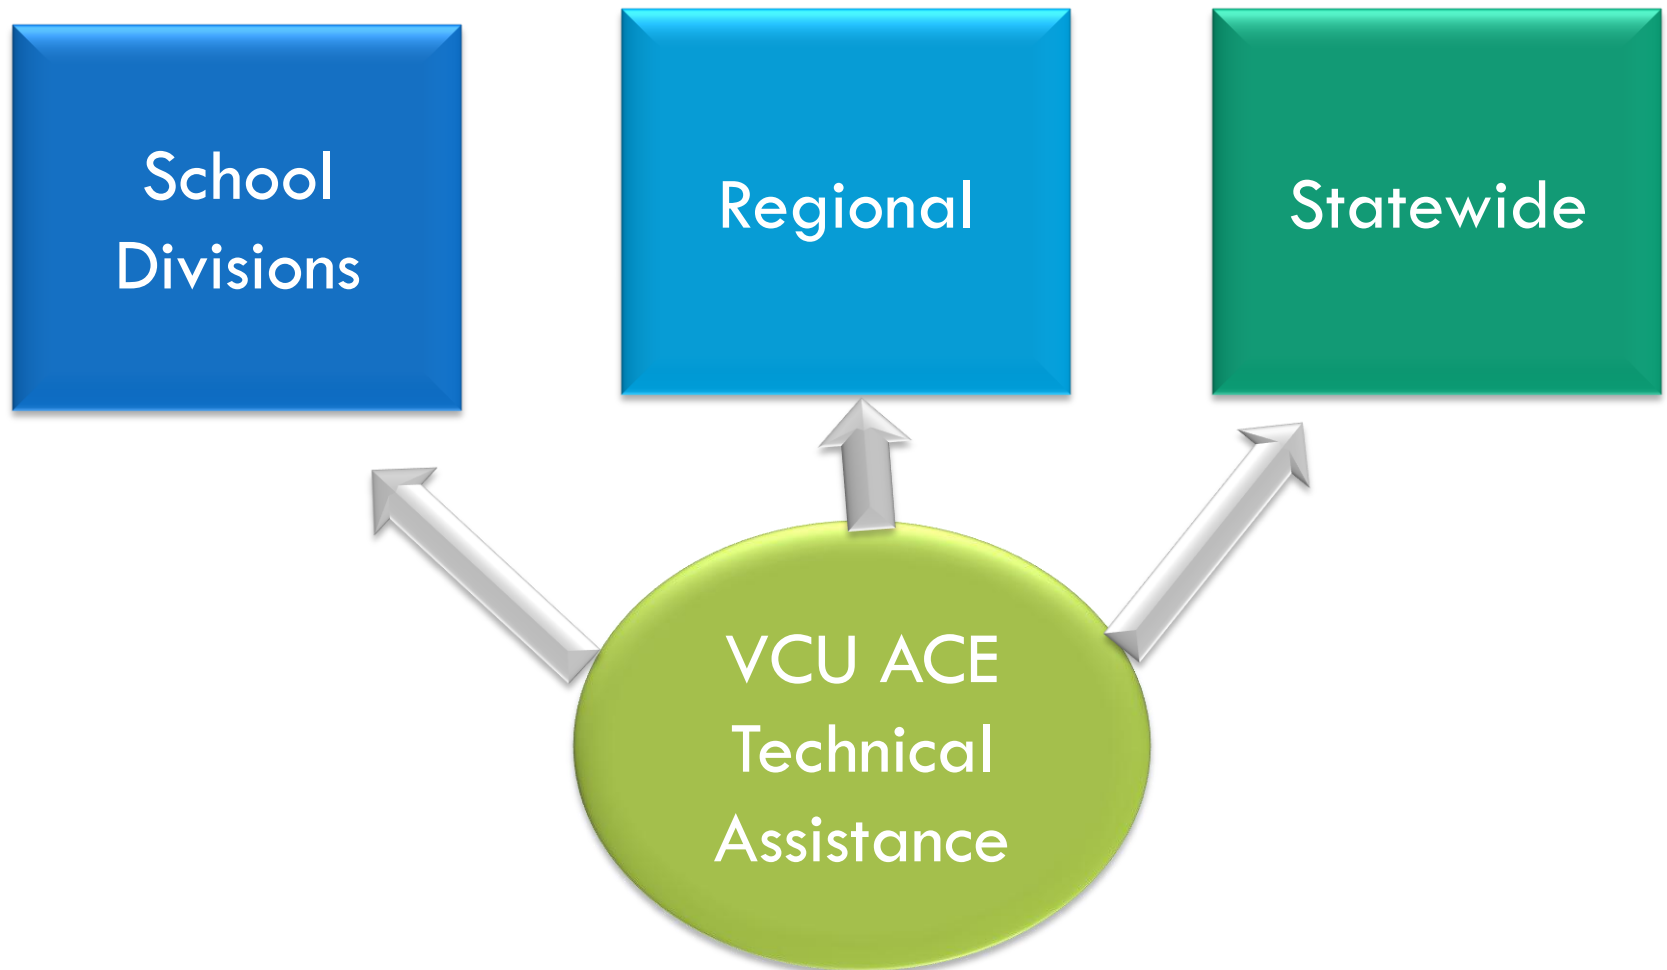 School
Divisions
Regional
Statewide
VCU ACE
Technical
Assistance